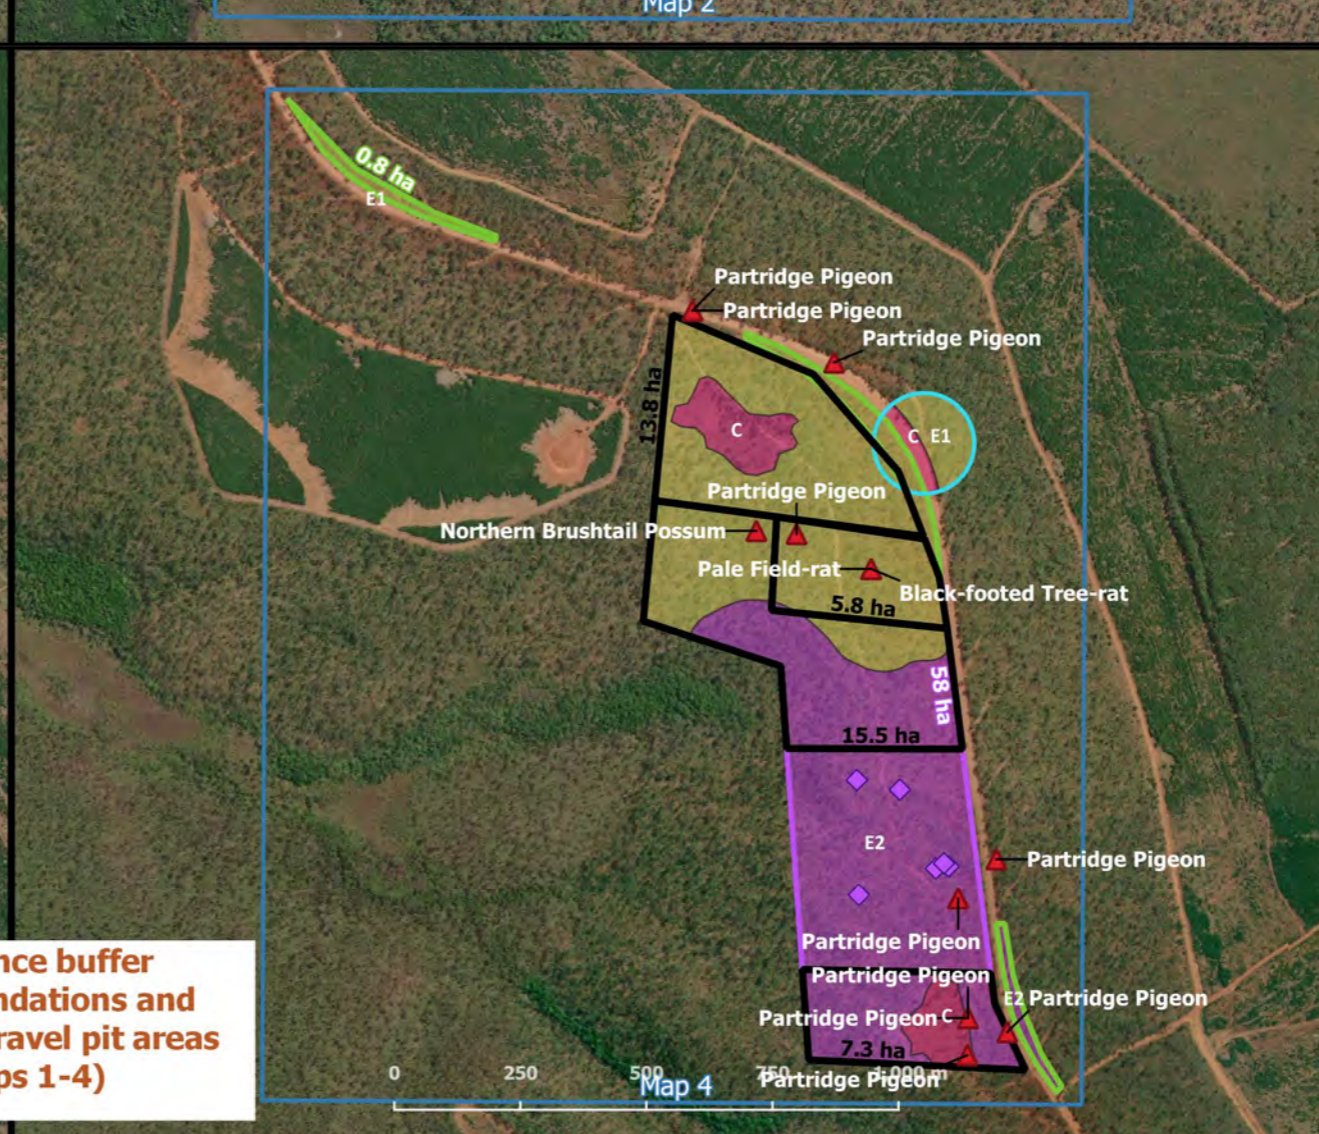 Map 2
0.8 ha
E1
Partridge Pigeon
Partridge Pigeon
Partridge Pigeon
13.8 ha
C
C E1
Partridge Pigeon
Northern Brushtail Possum
Pale Field-rat
Black-footed Tree-rat
5.8 ha
58 ha
15.5 ha
E2
Partridge Pigeon
Partridge Pigeon
Partridge Pigeon
E2 Partridge Pigeon
Partridge Pigeon C
7.3 ha
Partridge Pigeon
0 250 500 750 1,000 m
Map 4
nce buffer
ndations and
ravel pit areas
ps 1-4)